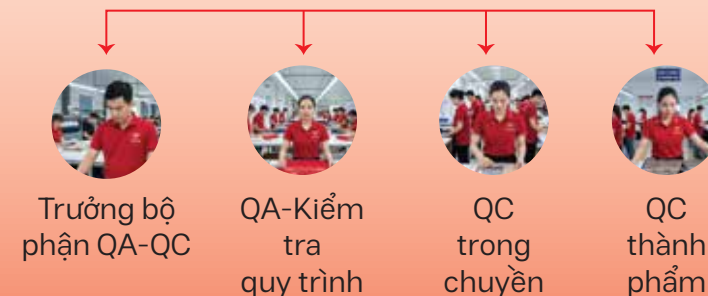 Trưởng bộ
phận QA-QC
QA-Kiểm
tra
quy trình
QC
trong
chuyền
QC
thành
phẩm